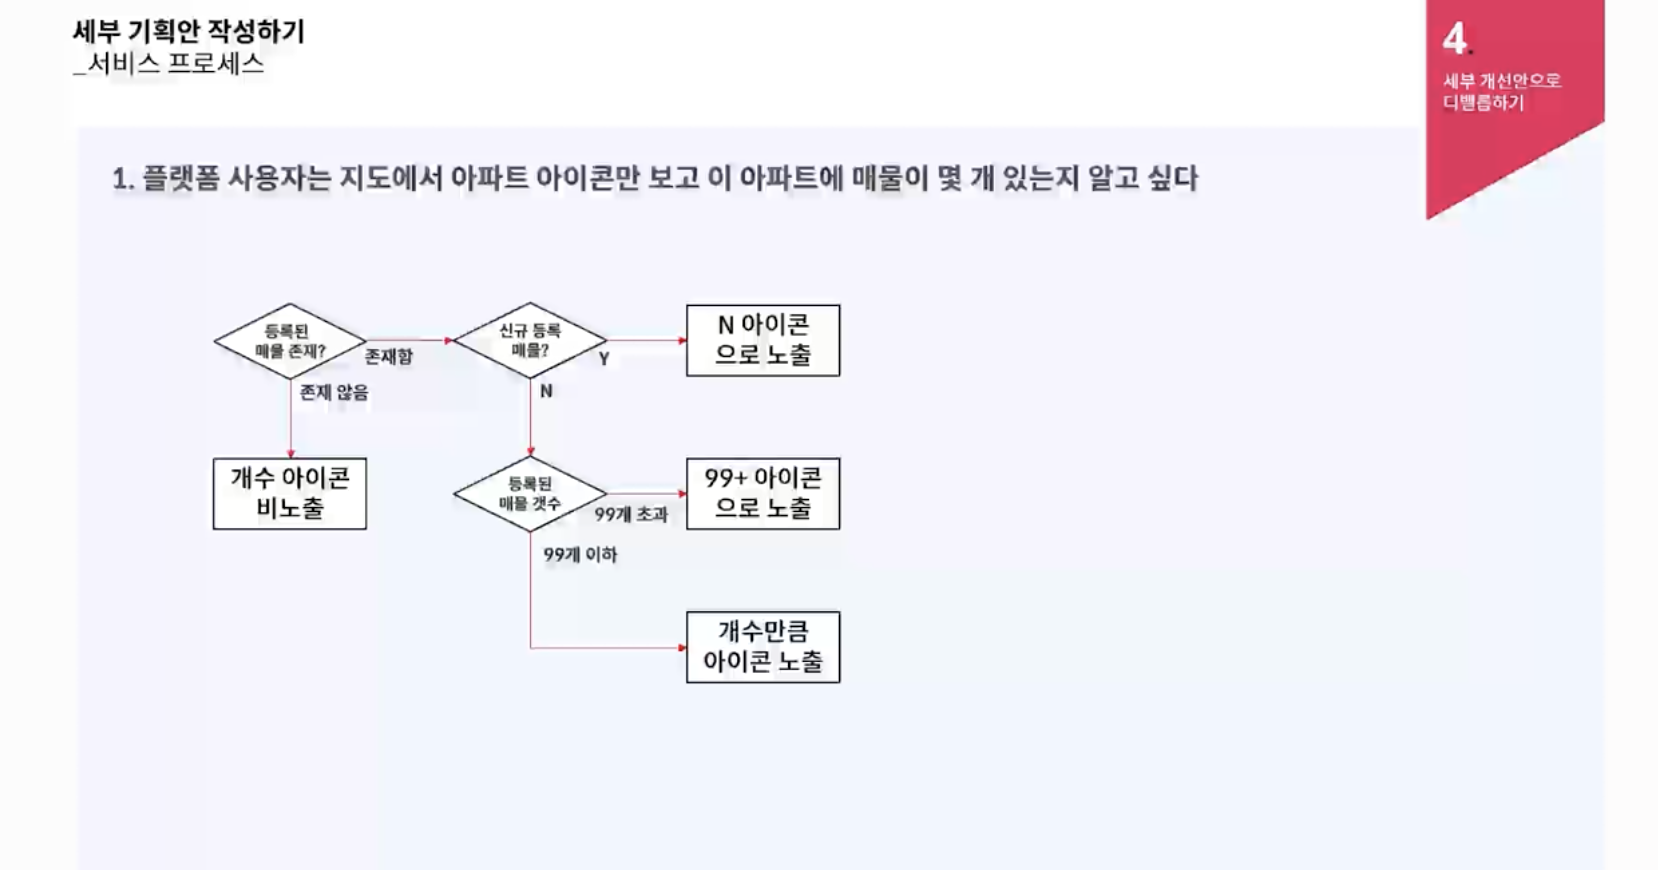 세부 기획안 작성하기
_서비스 프로세스
4.
세부 개선안으로
디밸롭하기
1. 플랫폼 사용자는 지도에서 아파트 아이콘만 보고 이 아파트에 매물이 몇 개 있는지 알고 싶다
등록된
매물 존재?
존재함
신규 등록
매물?
Y
N 아이콘
으로 노출
존재 않음
N
개수 아이콘
비노출
등록된
매물 갯수
99개 초과
99+ 아이콘
으로 노출
99개 이하
개수만큼
아이콘 노출